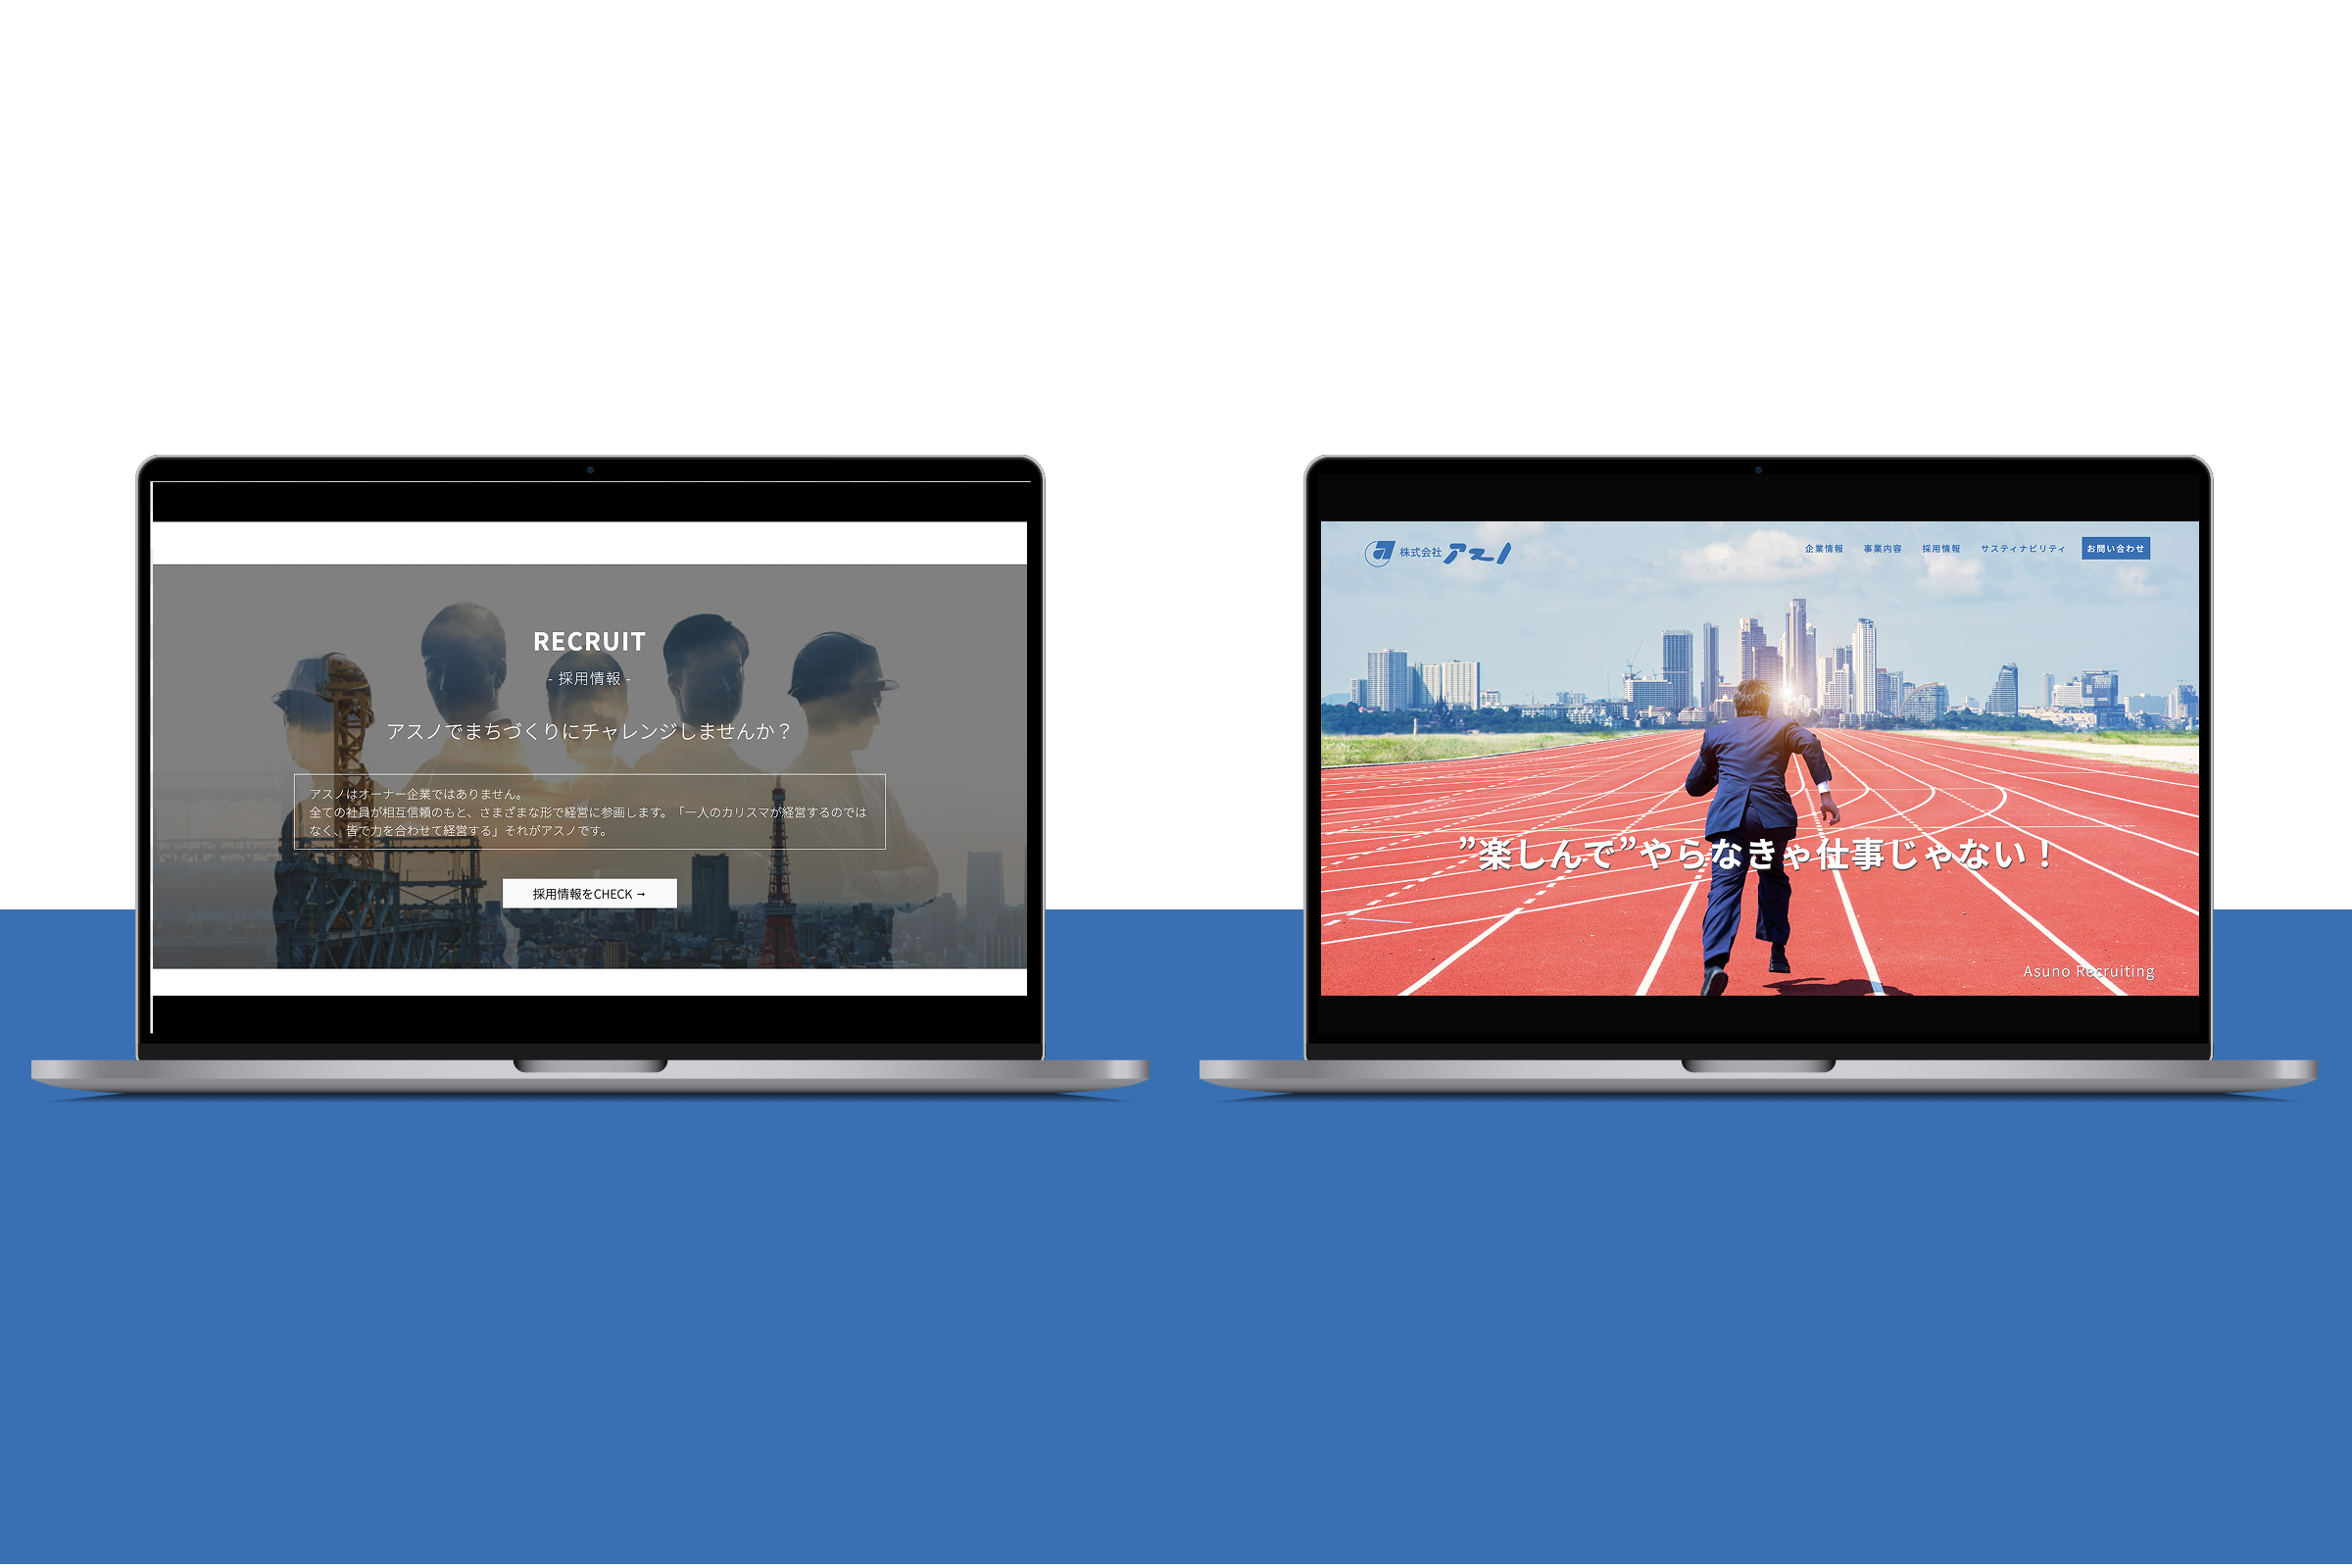 RECRUIT
- 採用情報 -
アスノでまちづくりにチャレンジしませんか？
アスノはオーナー企業ではありません。
全ての社員が相互信頼のもと、さまざまな形で経営に参画します。「一人のカリスマが経営するのでは
なく、皆で力を合わせて経営する」それがアスノです。
採用情報をCHECK →
a 株式会社アスノ
企業情報 事業内容 採用情報 サスティナビリティ お問い合わせ
”楽しんで”やらなきゃ仕事じゃない！
Asuno Recruiting